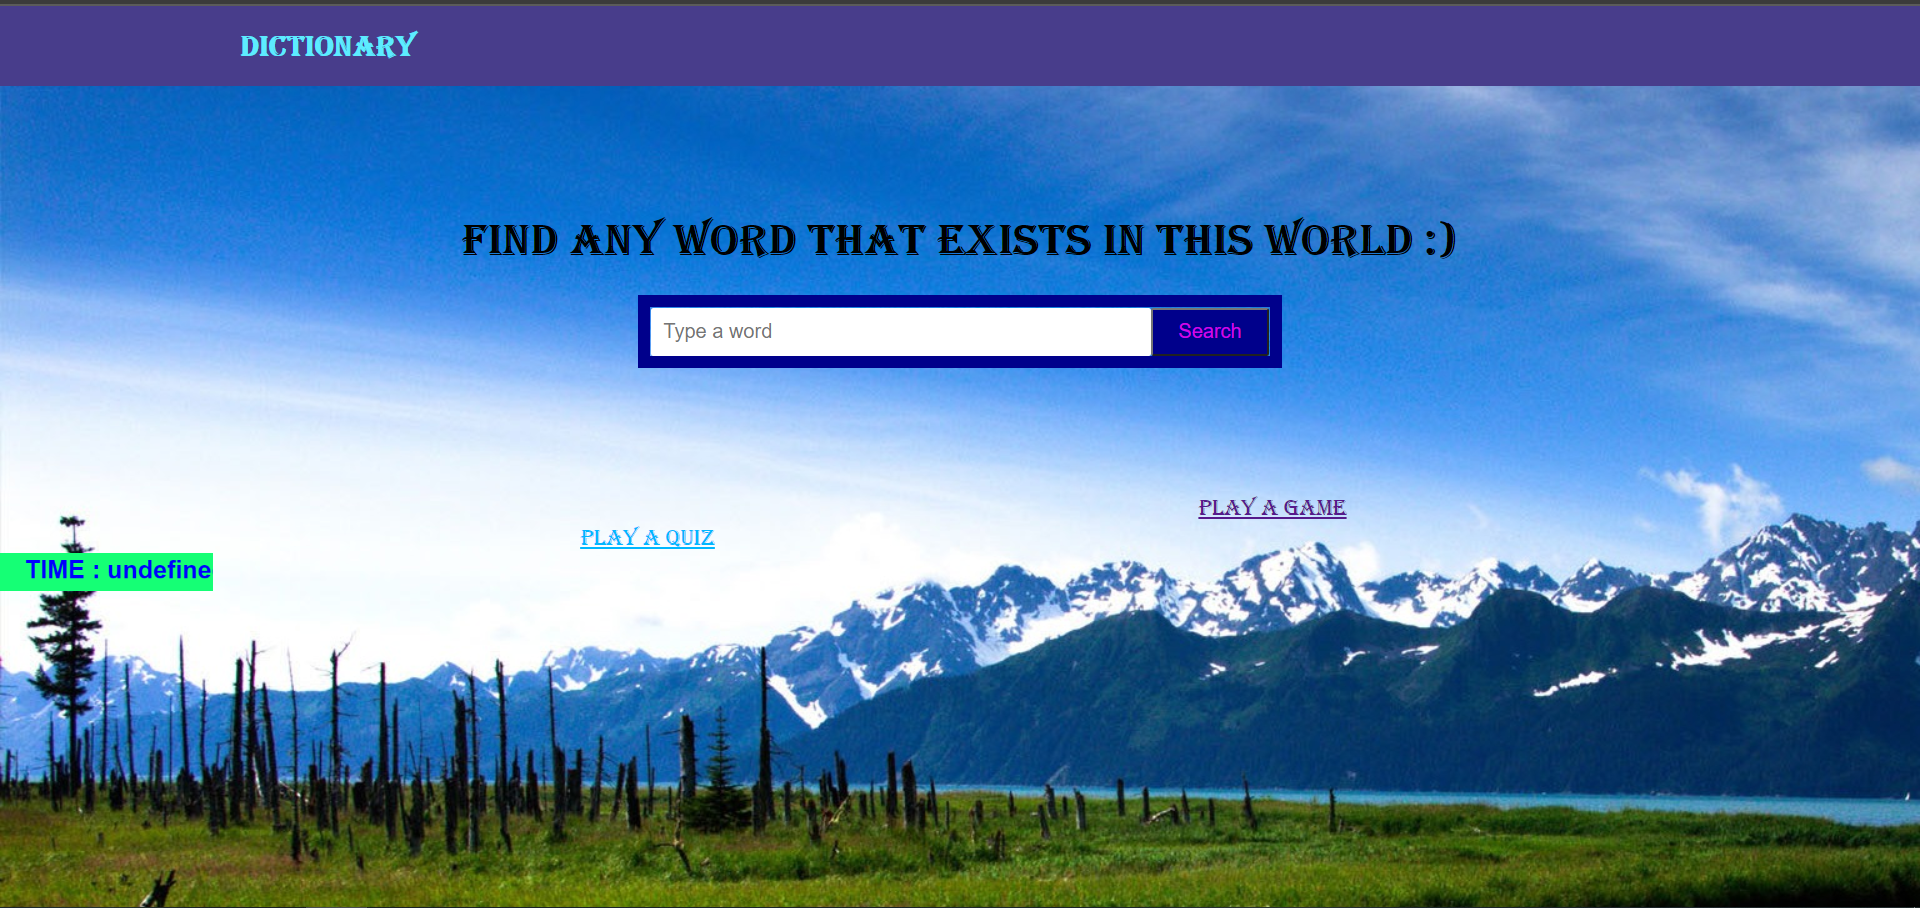 DICTIONARY
FIND ANY WORD THAT EXISTS IN THIS WORLD :)
Type a word Search
PLAY A GAME
PLAY A QUIZ
TIME : undefine